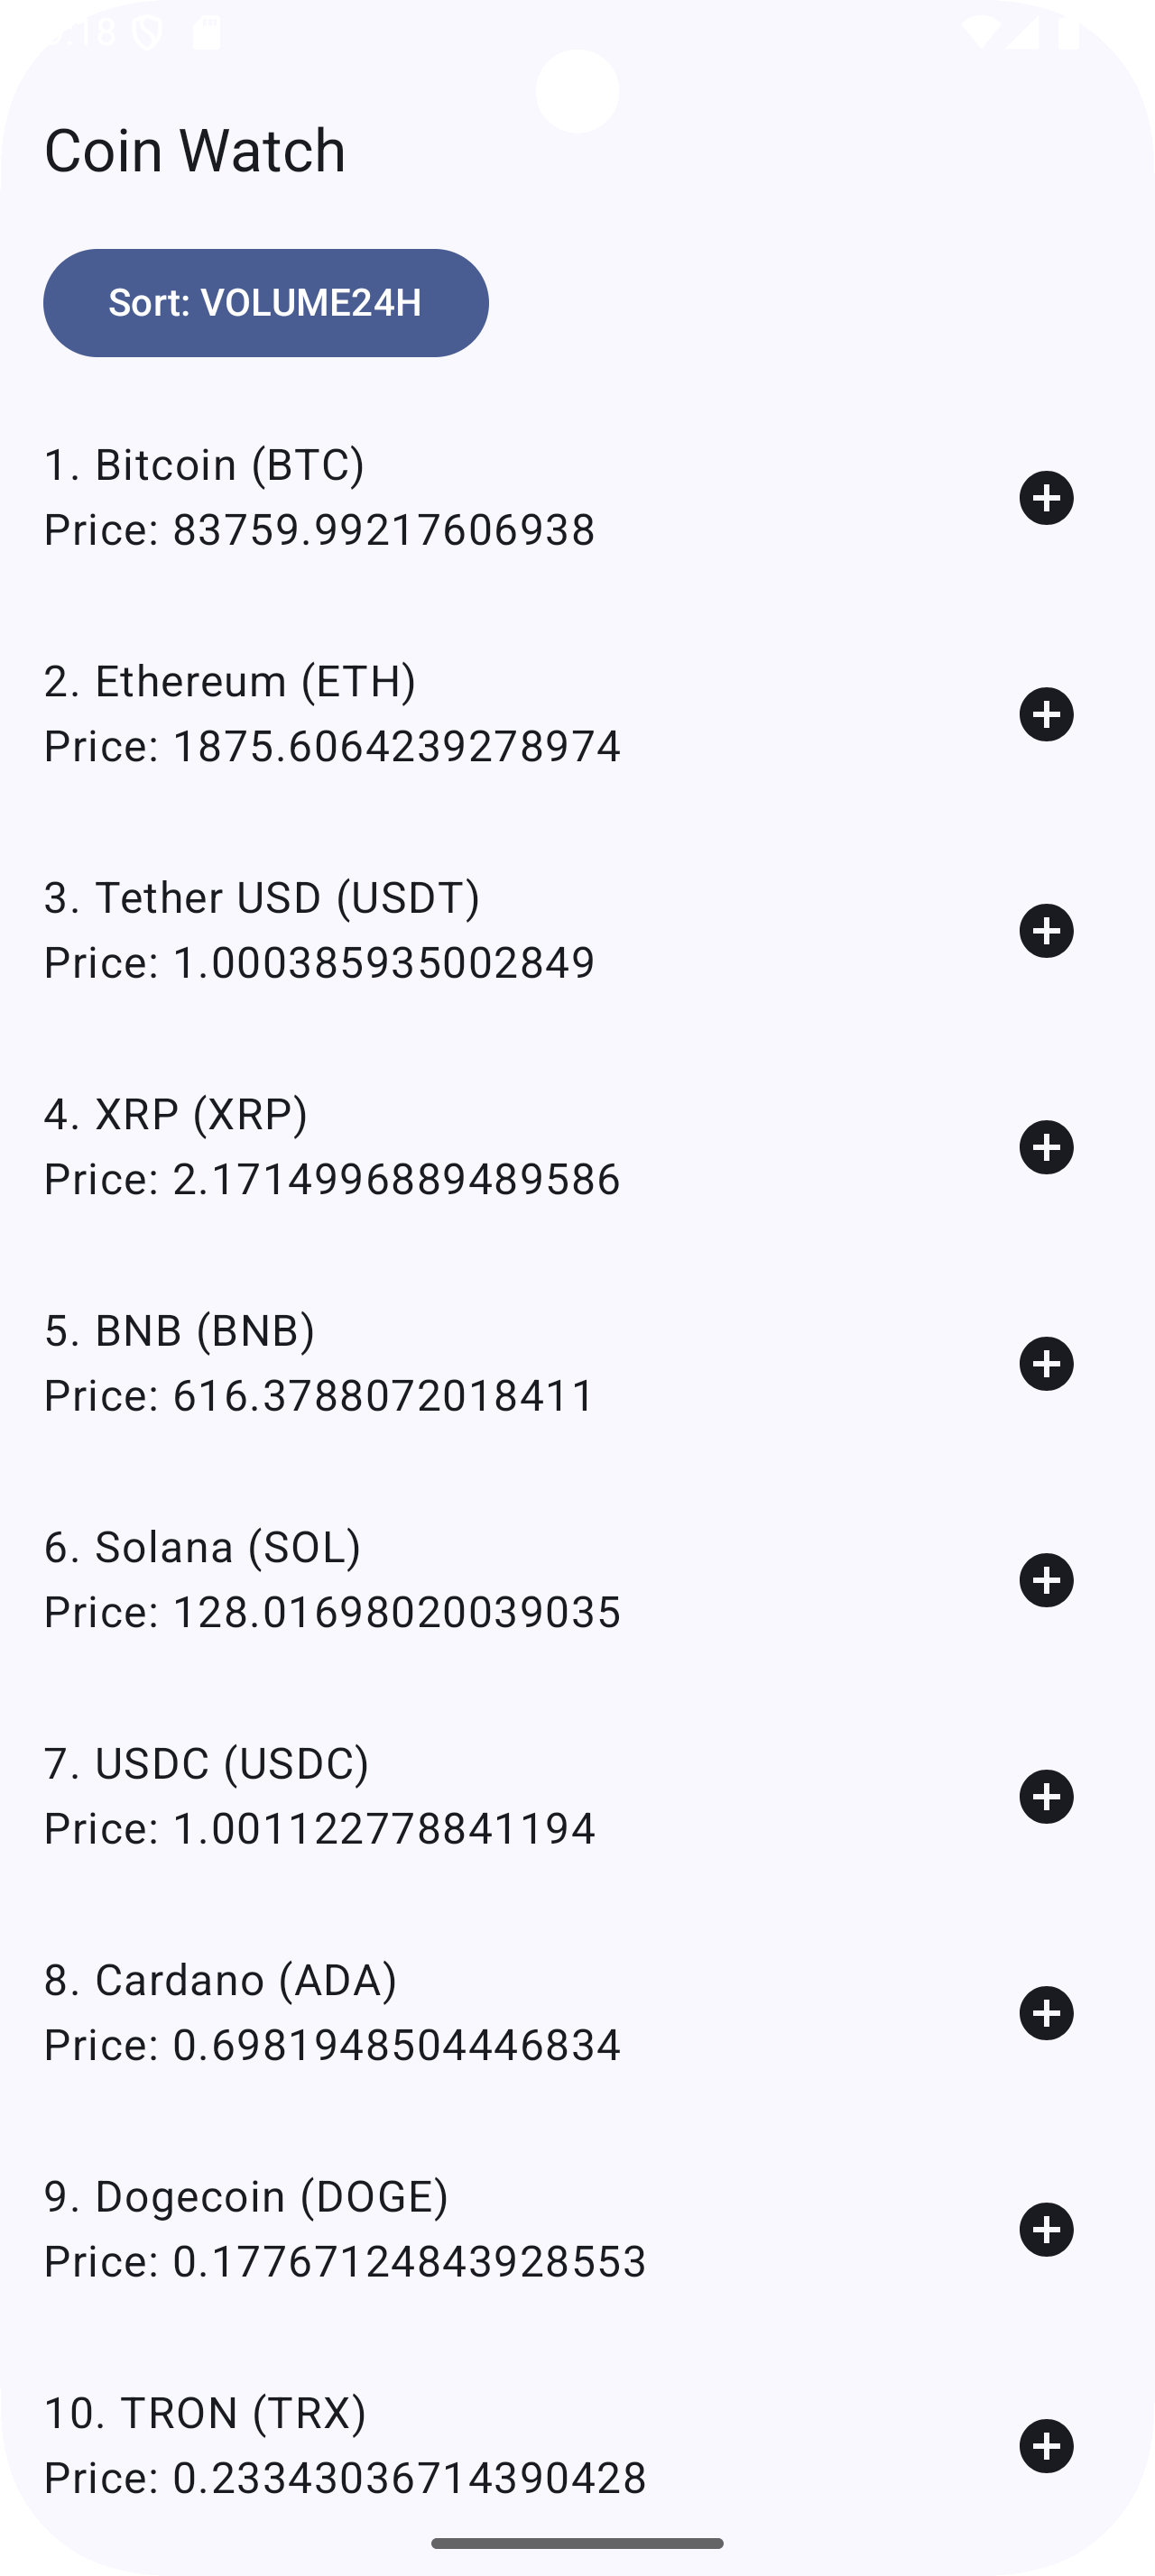 Coin Watch
Sort: VOLUME24H
1. Bitcoin (BTC)
Price: 83759.99217606938
2. Ethereum (ETH)
Price: 1875.6064239278974
3. Tether USD (USDT)
Price: 1.000385935002849
4. XRP (XRP)
Price: 2.1714996889489586
5. BNB (BNB)
Price: 616.3788072018411
6. Solana (SOL)
Price: 128.01698020039035
7. USDC (USDC)
Price: 1.001122778841194
8. Cardano (ADA)
Price: 0.6981948504446834
9. Dogecoin (DOGE)
Price: 0.17767124843928553
10. TRON (TRX)
Price: 0.23343036714390428